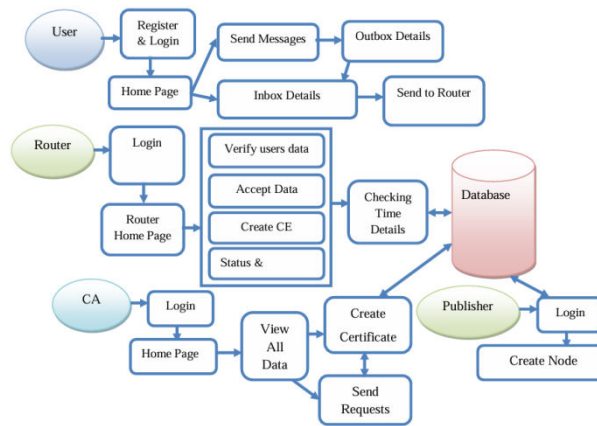 User
Register
& Login
Send Messages
Outbox Details
Home Page
Inbox Details
Send to Router
Router
Login
Verify users data
Accept Data
Create CE
Status &
Router
Home Page
Checking
Time
Details
Database
CA
Login
Home Page
View
All
Data
Create
Certificate
Send
Requests
Publisher
Login
Create Node